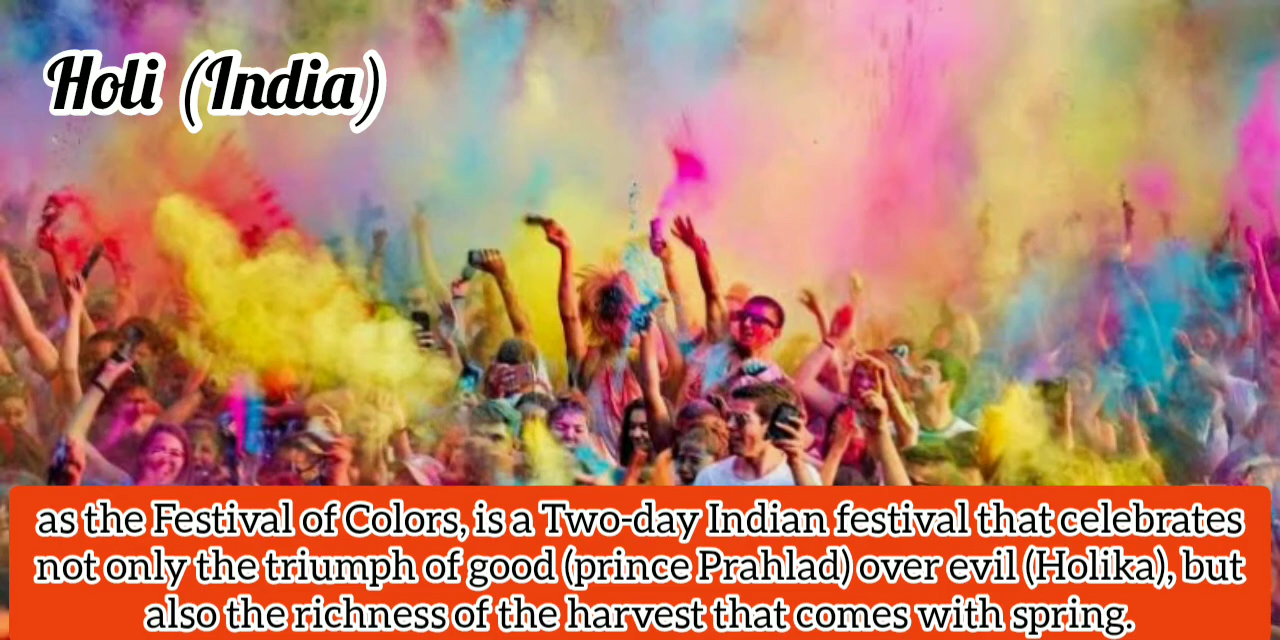 Holi (India)
as the Festival of Colors, is a Two-day Indian festival that celebrates
not only the triumph of good (prince Prahlad) over evil (Holika), but
also the richness of the harvest that comes with spring.